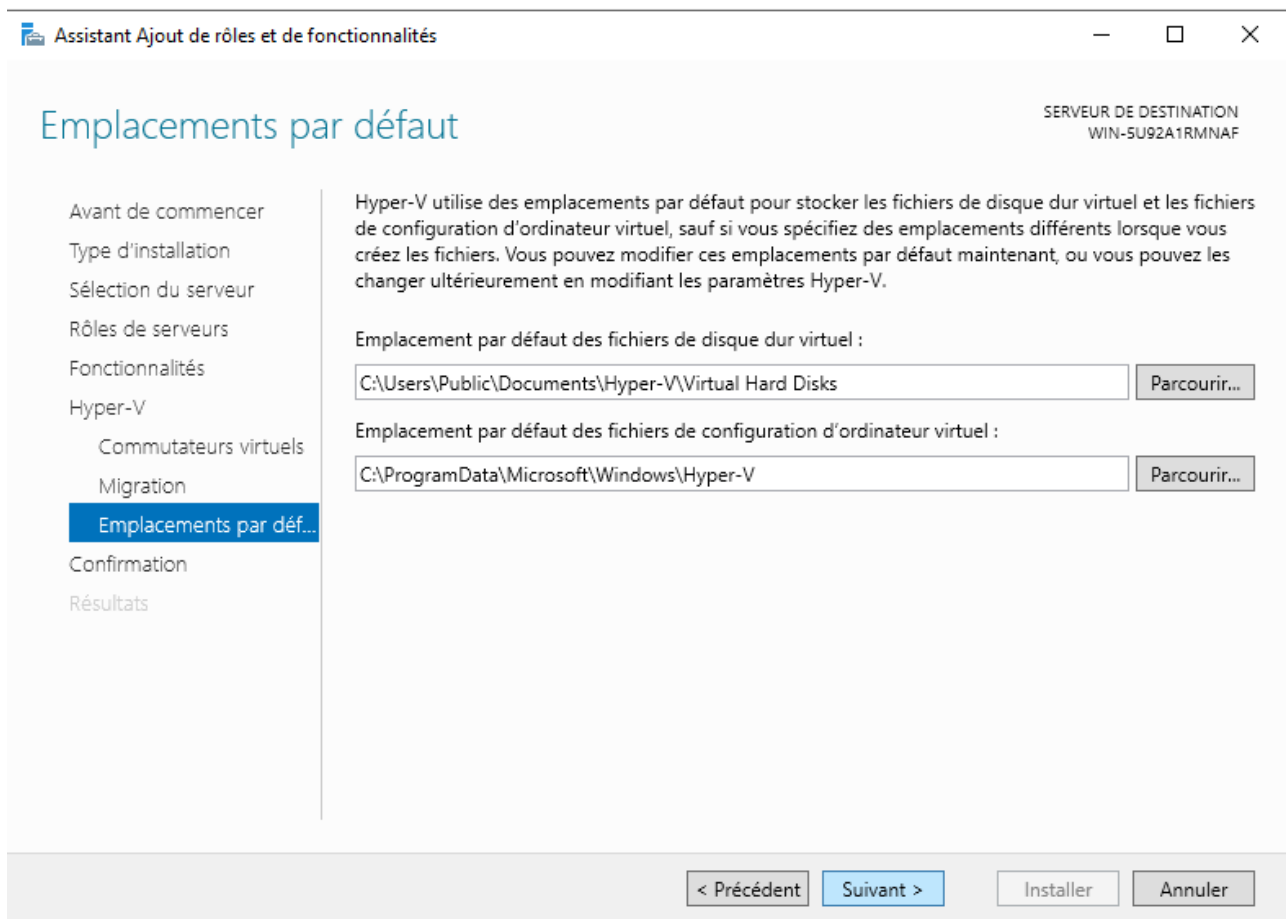 Assistant Ajout de rôles et de fonctionnalités
Emplacements par défaut
SERVEUR DE DESTINATION
WIN-5U92A1RMNAF
Avant de commencer
Type d'installation
Sélection du serveur
Rôles de serveurs
Fonctionnalités
Hyper-V
Commutateurs virtuels
Migration
Emplacements par déf...
Confirmation
Résultats
Hyper-V utilise des emplacements par défaut pour stocker les fichiers de disque dur virtuel et les fichiers
de configuration d’ordinateur virtuel, sauf si vous spécifiez des emplacements différents lorsque vous
créez les fichiers. Vous pouvez modifier ces emplacements par défaut maintenant, ou vous pouvez les
changer ultérieurement en modifiant les paramètres Hyper-V.
Emplacement par défaut des fichiers de disque dur virtuel :
C:\Users\Public\Documents\Hyper-V\Virtual Hard Disks
Parcourir...
Emplacement par défaut des fichiers de configuration d’ordinateur virtuel :
C:\ProgramData\Microsoft\Windows\Hyper-V
Parcourir...
< Précédent
Suivant >
Installer
Annuler